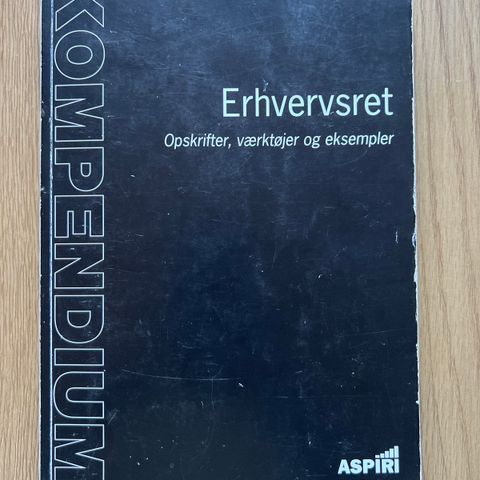 KOMPENDIUM
Erhvervsret
Opskrifter, værktøjer og eksempler
ASPIRI